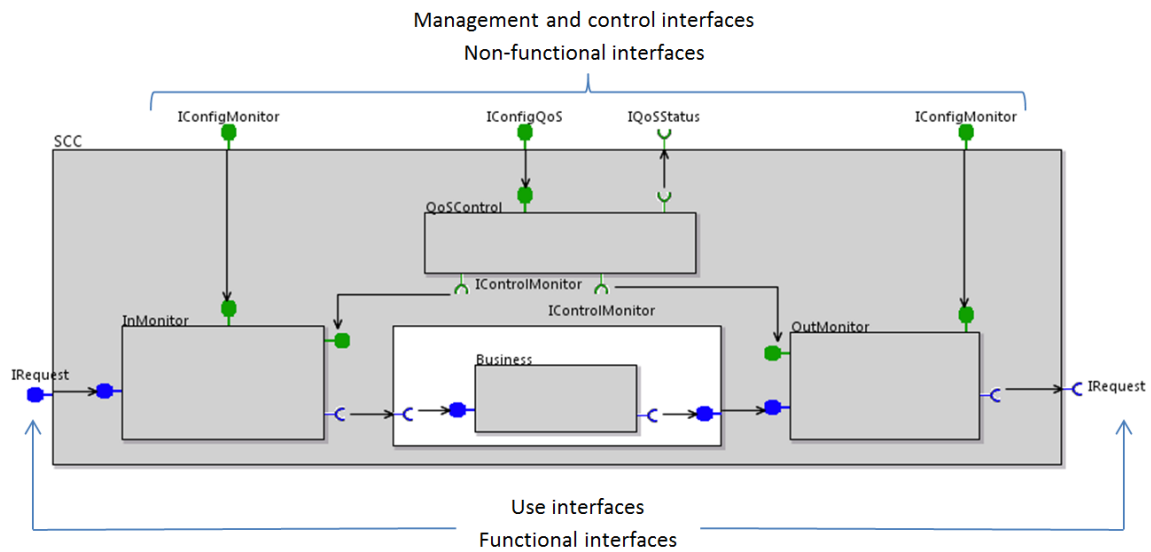 Management and control interfaces
Non-functional interfaces
IConfigMonitor
IConfigQoS
IQoSStatus
IConfigMonitor
SCC
QoSControl
IControlMonitor
IControlMonitor
InMonitor
OutMonitor
Business
IRequest
IRequest
Use interfaces
Functional interfaces